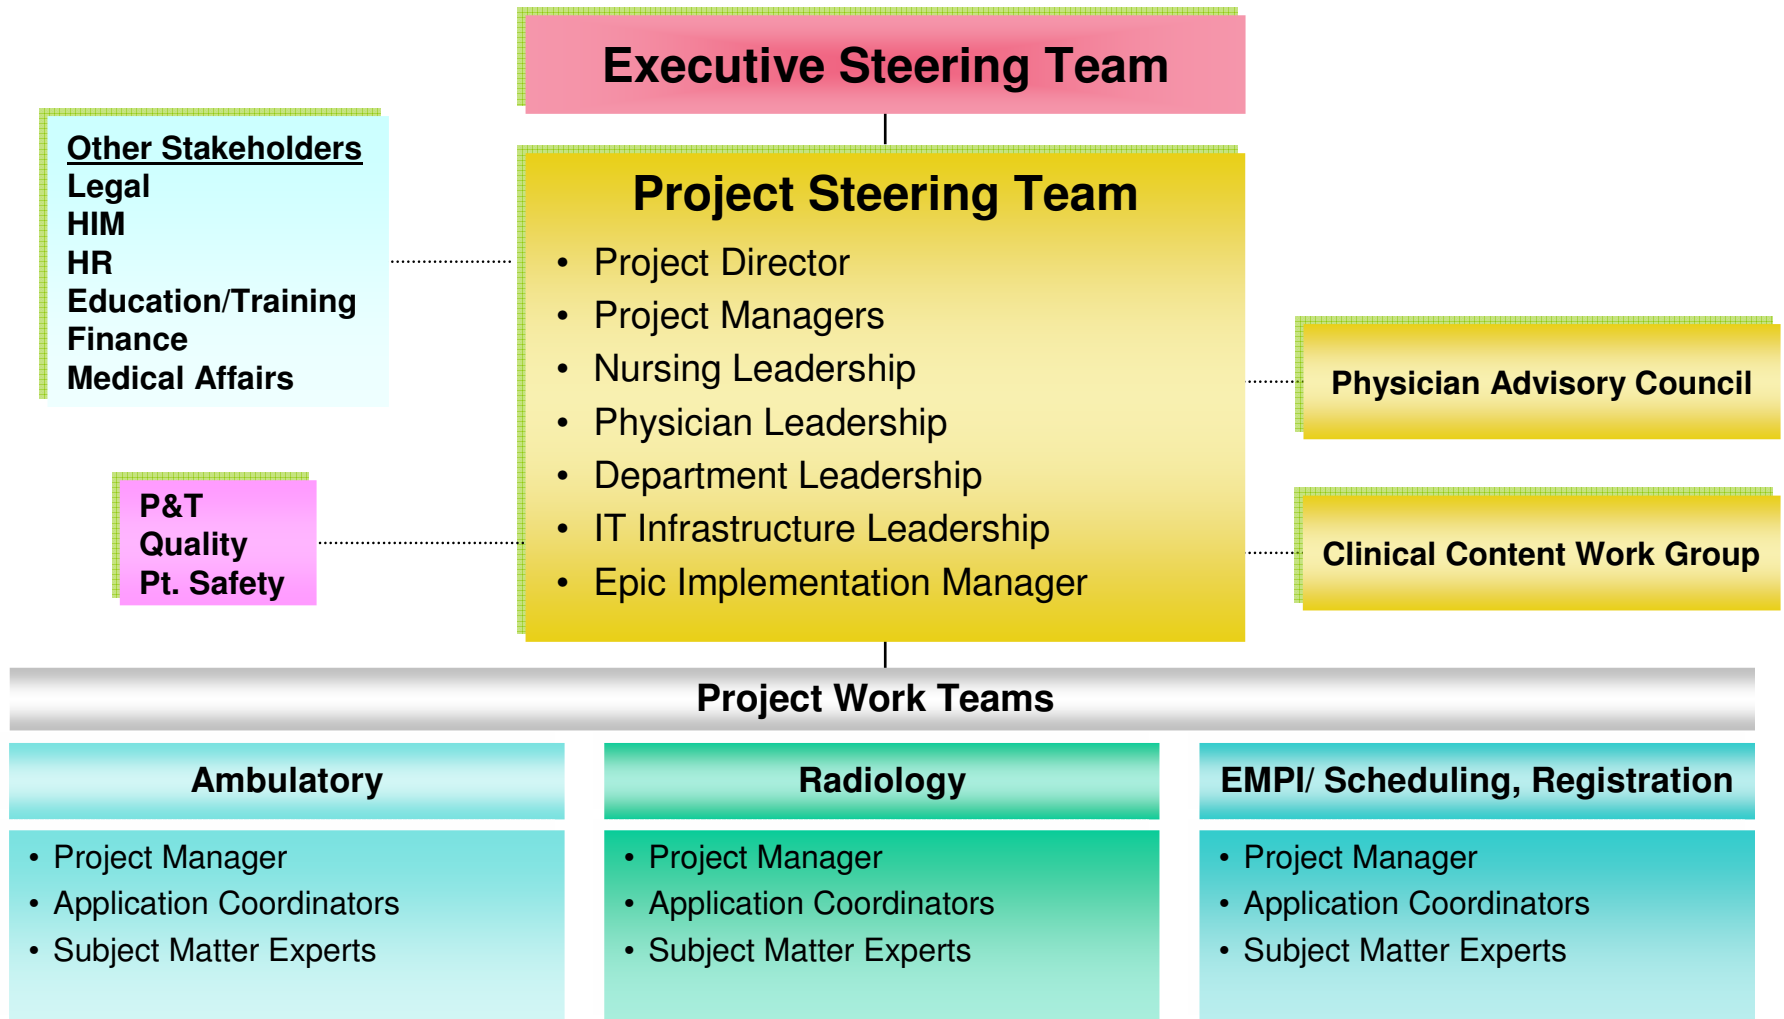 Executive Steering Team
Other Stakeholders
Legal
HIM
HR
Education/Training
Finance
Medical Affairs
Project Steering Team
• Project Director
• Project Managers
• Nursing Leadership
• Physician Leadership
• Department Leadership
• IT Infrastructure Leadership
• Epic Implementation Manager
Physician Advisory Council
P&T
Quality
Pt. Safety
Clinical Content Work Group
Project Work Teams
Ambulatory
• Project Manager
• Application Coordinators
• Subject Matter Experts
Radiology
• Project Manager
• Application Coordinators
• Subject Matter Experts
EMPI/ Scheduling, Registration
• Project Manager
• Application Coordinators
• Subject Matter Experts